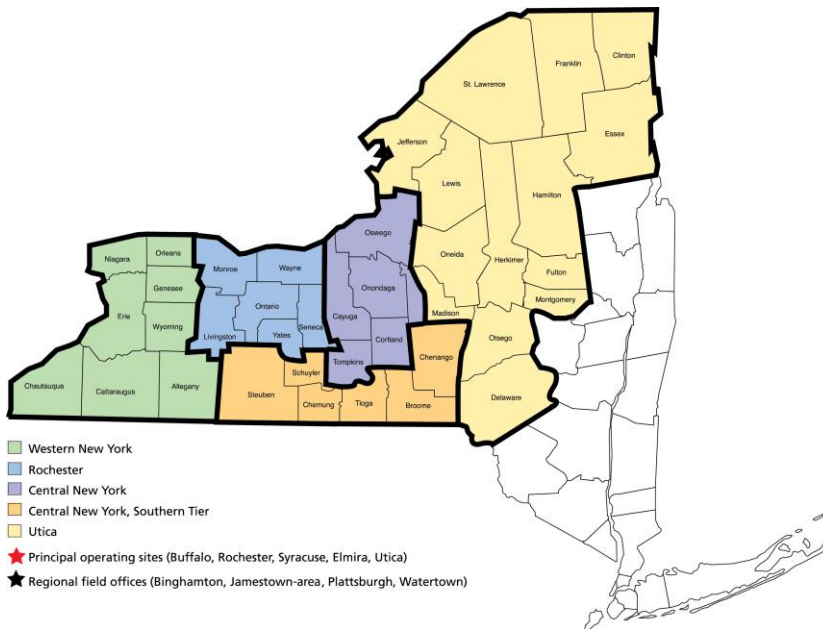 Clinton
Franklin
St. Lawrence
Essex
Jefferson
Lewis
Hamilton
Oswego
Oneida
Herkimer
Fulton
Montgomery
Madison
Otsego
Delaware
Niagara
Orleans
Genesee
Erie
Wyoming
Chautauqua
Cattaraugus
Allegany
Monroe
Wayne
Ontario
Livingston
Yates
Seneca
Onondaga
Cayuga
Cortland
Tompkins
Chenango
Schuyler
Steuben
Chemung
Tioga
Broome
Western New York
Rochester
Central New York
Central New York, Southern Tier
Utica
Principal operating sites (Buffalo, Rochester, Syracuse, Elmira, Utica)
Regional field offices (Binghamton, Jamestown-area, Plattsburgh, Watertown)